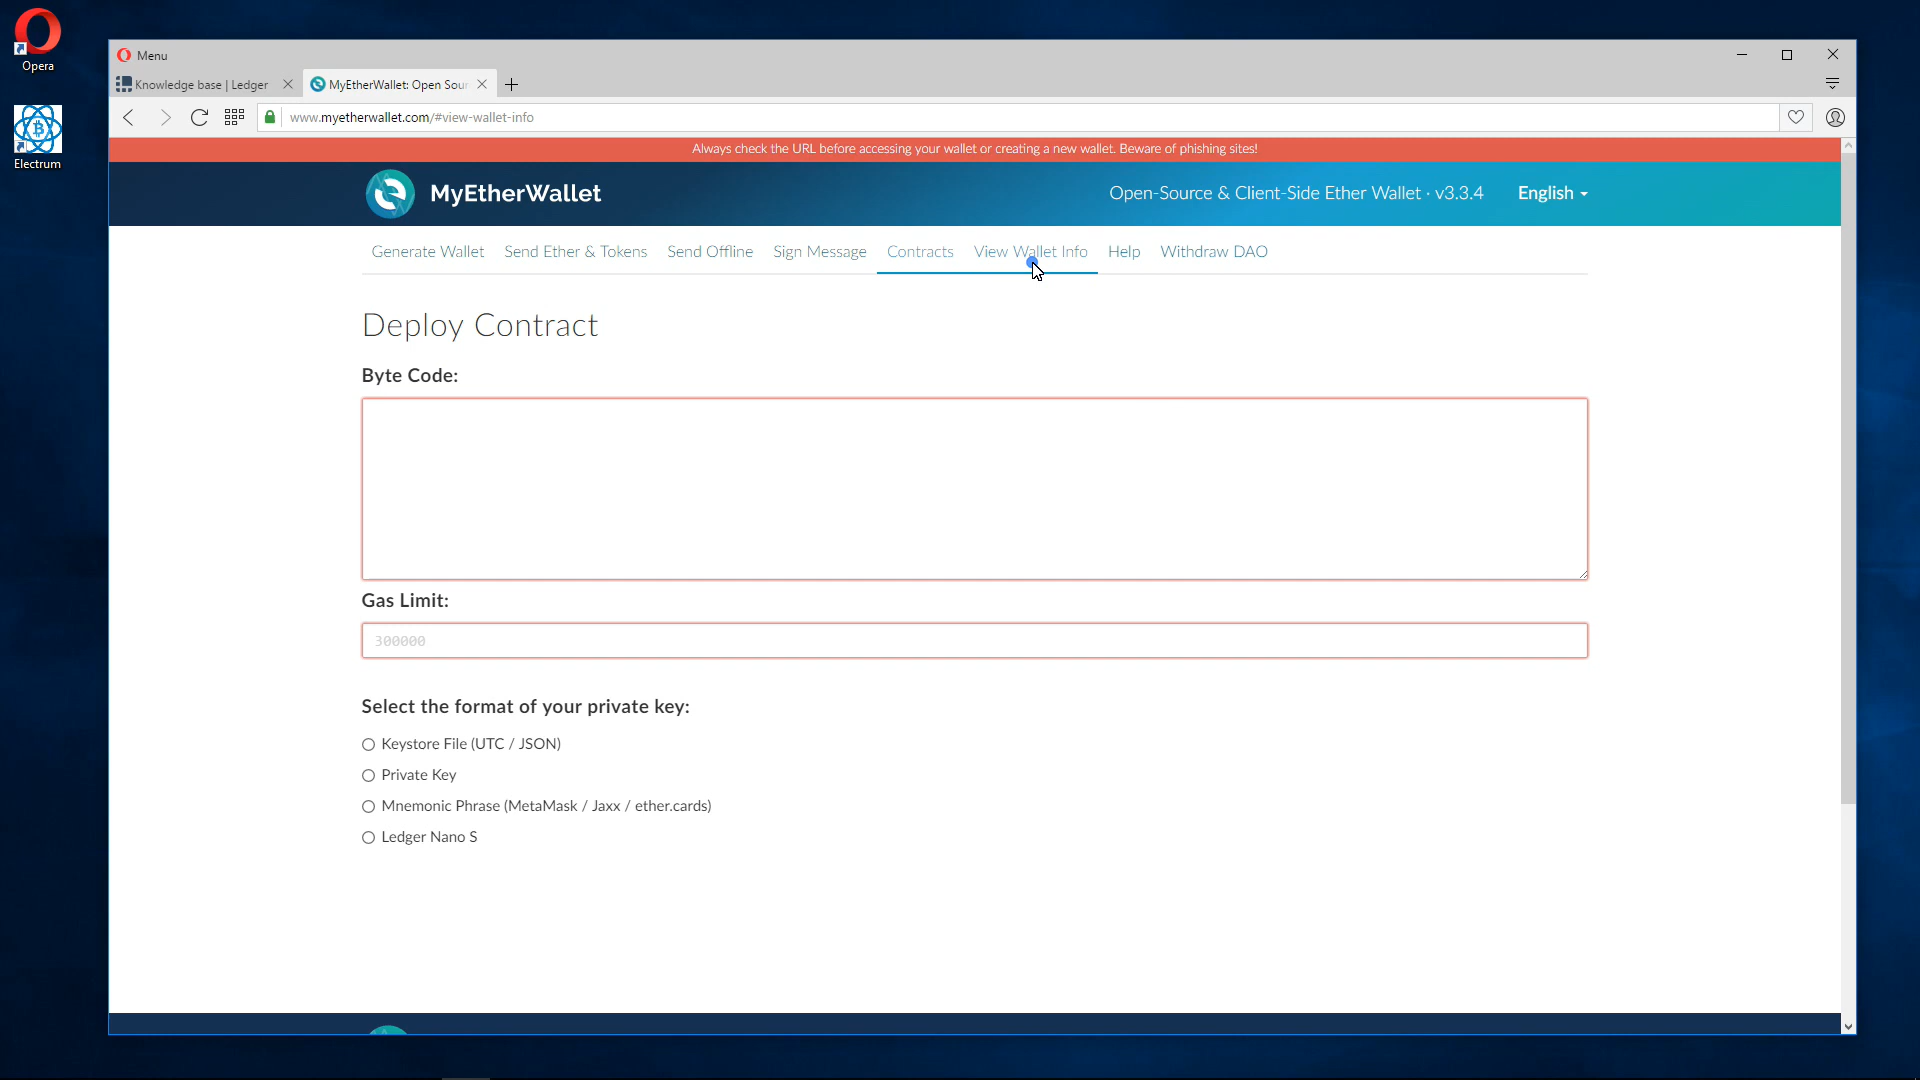 Opera
Electrum
Menu
Knowledge base | Ledger
MyEtherWallet: Open Sour
www.myetherwallet.com/#view-wallet-info
Always check the URL before accessing your wallet or creating a new wallet. Beware of phishing sites!
MyEtherWallet
Open-Source & Client-Side Ether Wallet · v3.3.4
English
Generate Wallet Send Ether & Tokens Send Offline Sign Message Contracts View Wallet Info Help Withdraw DAO
Deploy Contract
Byte Code:
Gas Limit:
300000
Select the format of your private key:
Keystore File (UTC / JSON)
Private Key
Mnemonic Phrase (MetaMask / Jaxx / ether.cards)
Ledger Nano S